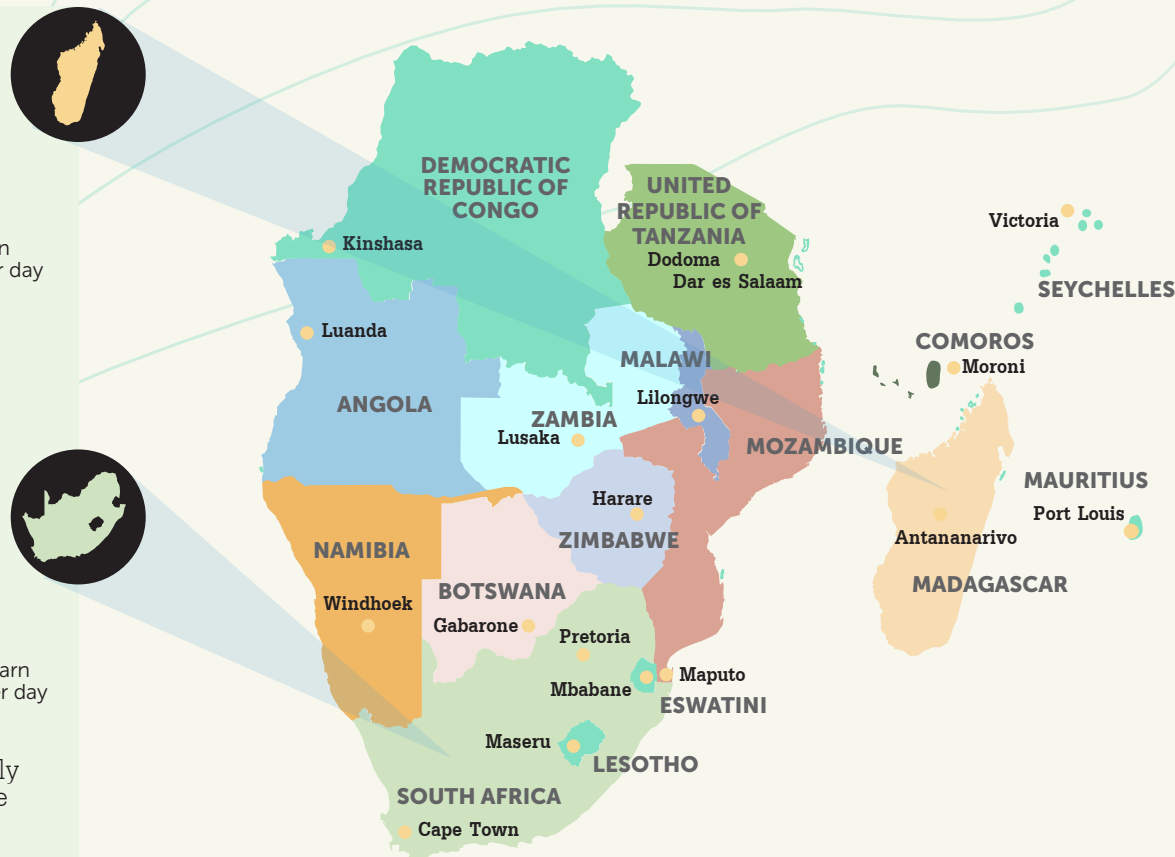 DEMOCRATIC
REPUBLIC OF
CONGO
UNITED
REPUBLIC OF
TANZANIA
Victoria
Kinshasa
Dodoma
Dar es Salaam
day
SEYCHELLES
Luanda
COMOROS
MALAWI
Moroni
Lilongwe
ANGOLA
ZAMBIA
Lusaka
MOZAMBIQUE
MAURITIUS
Harare
Port Louis
Antananarivo
ZIMBABWE
NAMIBIA
MADAGASCAR
BOTSWANA
Windhoek
Gabarone
Pretoria
Maputo
Mbabane
day
ESWATINI
Maseru
LESOTHO
SOUTH AFRICA
Cape Town